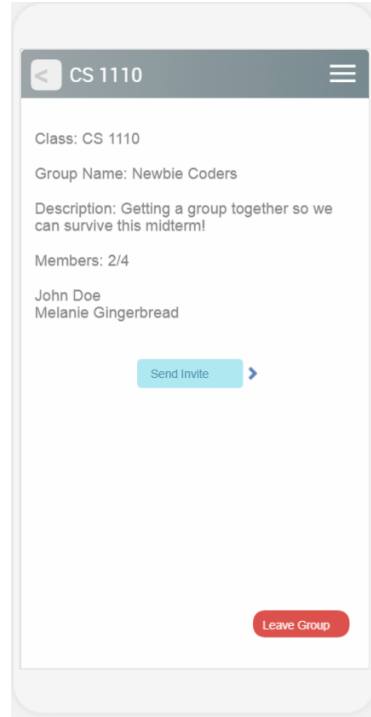 < CS 1110
Class: CS 1110
Group Name: Newbie Coders
Description: Getting a group together so we
can survive this midterm!
Members: 2/4
John Doe
Melanie Gingerbread
Send Invite
Leave Group